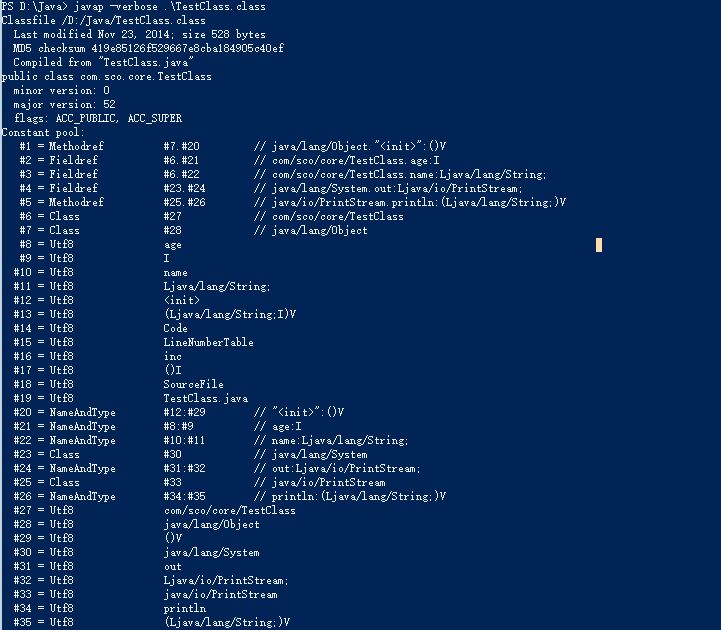 PS D:\Java> javap -verbose .\TestClass.class
Classfile /D:/Java/TestClass.class
  Last modified Nov 23, 2014; size 528 bytes
  MD5 checksum 419e85126f529667e8cba184905c40ef
  Compiled from "TestClass.java"
public class com.sco.core.TestClass
  minor version: 0
  major version: 52
  flags: ACC_PUBLIC, ACC_SUPER
Constant pool:
   #1 = Methodref          #7.#20         // java/lang/Object."<init>":()V
   #2 = Fieldref           #6.#21         // com/sco/core/TestClass.age:I
   #3 = Fieldref           #6.#22         // com/sco/core/TestClass.name:Ljava/lang/String;
   #4 = Fieldref           #23.#24        // java/lang/System.out:Ljava/io/PrintStream;
   #5 = Methodref          #25.#26        // java/io/PrintStream.println:(Ljava/lang/String;)V
   #6 = Class              #27            // com/sco/core/TestClass
   #7 = Class              #28            // java/lang/Object
   #8 = Utf8               age
   #9 = Utf8               I
  #10 = Utf8               name
  #11 = Utf8               Ljava/lang/String;
  #12 = Utf8               <init>
  #13 = Utf8               (Ljava/lang/String;I)V
  #14 = Utf8               Code
  #15 = Utf8               LineNumberTable
  #16 = Utf8               inc
  #17 = Utf8               ()I
  #18 = Utf8               SourceFile
  #19 = Utf8               TestClass.java
  #20 = NameAndType        #12:#29        // "<init>":()V
  #21 = NameAndType        #8:#9          // age:I
  #22 = NameAndType        #10:#11        // name:Ljava/lang/String;
  #23 = Class              #30            // java/lang/System
  #24 = NameAndType        #31:#32        // out:Ljava/io/PrintStream;
  #25 = Class              #33            // java/io/PrintStream
  #26 = NameAndType        #34:#35        // println:(Ljava/lang/String;)V
  #27 = Utf8               com/sco/core/TestClass
  #28 = Utf8               java/lang/Object
  #29 = Utf8               ()V
  #30 = Utf8               java/lang/System
  #31 = Utf8               out
  #32 = Utf8               Ljava/io/PrintStream;
  #33 = Utf8               java/io/PrintStream
  #34 = Utf8               println
  #35 = Utf8               (Ljava/lang/String;)V